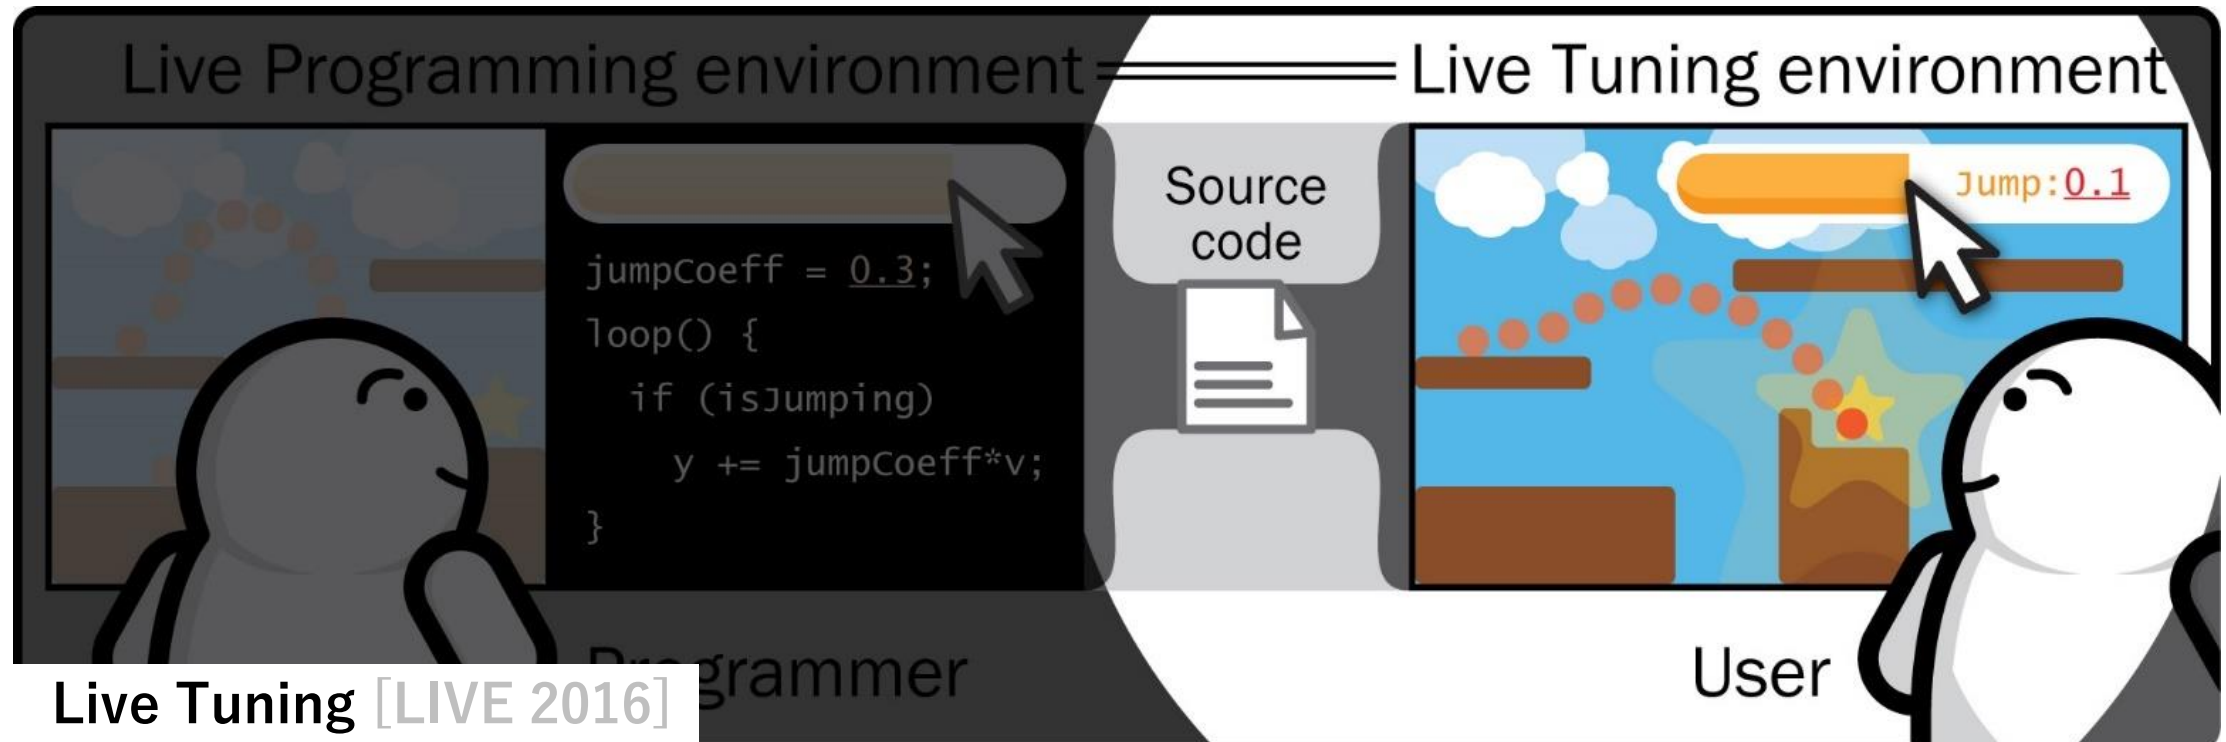 Live Programming environment
Live Tuning environment
jumpCoeff = 0.3;
loop() {
if (isJumping)
y += jumpCoeff*v;
}
Source
code
Jump:0.1
Programmer
User
Live Tuning [LIVE 2016]